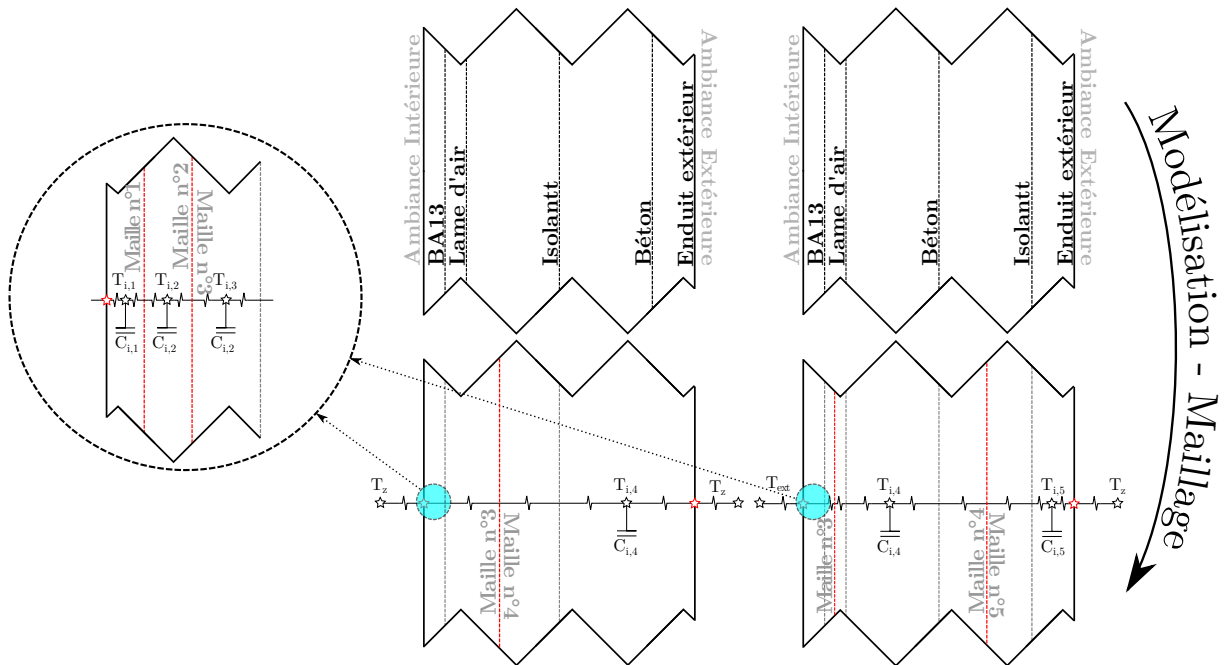 Ambiance Intérieure
BA13
Lame d'air
Isolantt
Béton
Enduit extérieur
Ambiance Extérieure
Ambiance Intérieure
BA13
Lame d'air
Béton
Isolantt
Enduit extérieur
Ambiance Extérieure
Modélisation - Maillage
Maille n°1
Maille n°2
Maille n°3
T_i,1
T_i,2
T_i,3
C_i,1
C_i,2
C_i,2
T_z
T_i,4
T_z
C_i,4
Maille n°3
Maille n°4
T_ext
T_i,4
T_i,5
T_z
C_i,4
C_i,5
Maille n°3
Maille n°4
Maille n°5